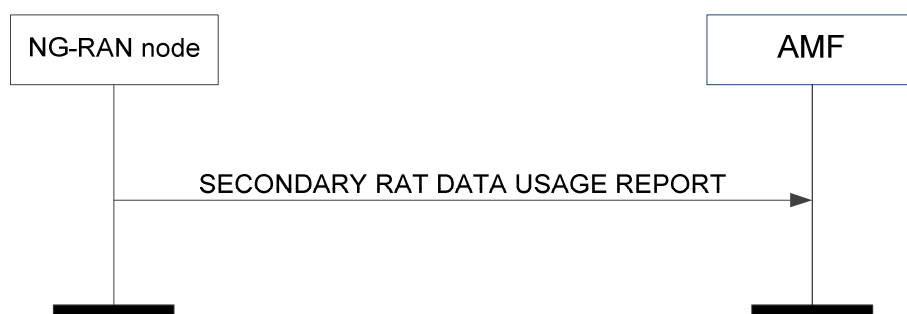 NG-RAN node
AMF
SECONDARY RAT DATA USAGE REPORT